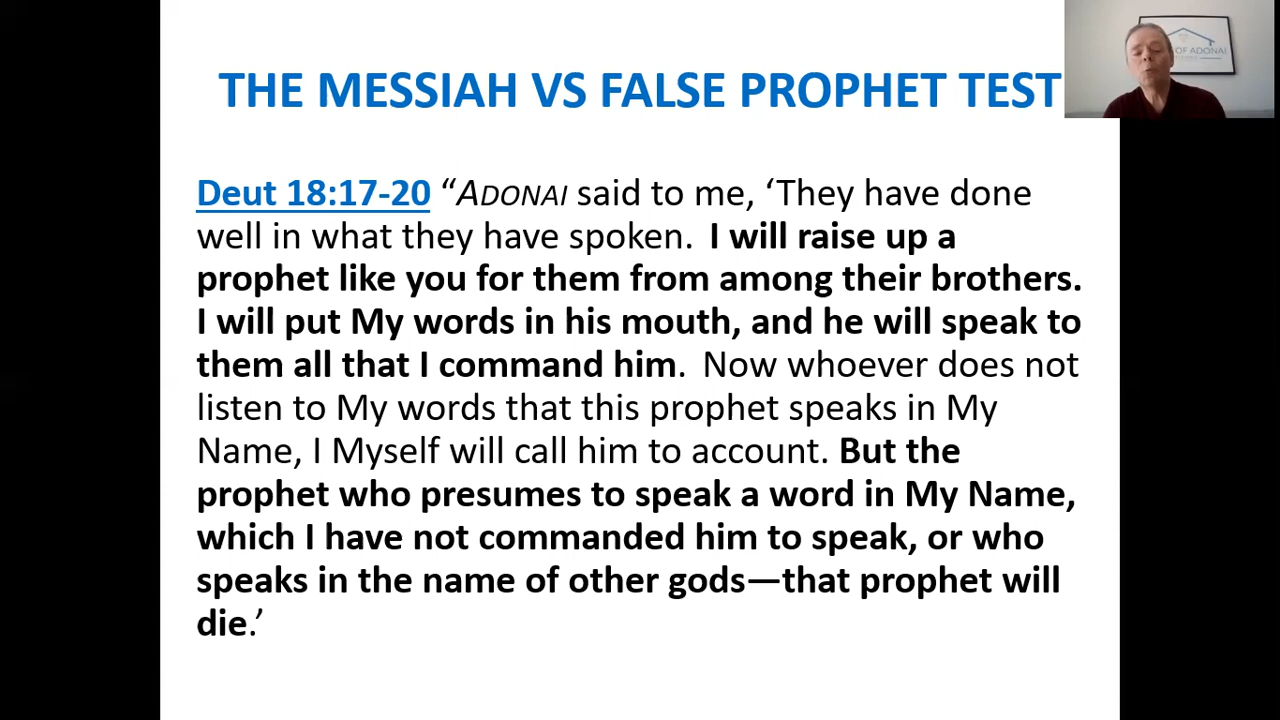 THE MESSIAH VS FALSE PROPHET TEST
OF ADONAI
Deut 18:17-20 “ADONAI said to me, ‘They have done
well in what they have spoken. I will raise up a
prophet like you for them from among their brothers.
I will put My words in his mouth, and he will speak to
them all that I command him. Now whoever does not
listen to My words that this prophet speaks in My
Name, I Myself will call him to account. But the
prophet who presumes to speak a word in My Name,
which I have not commanded him to speak, or who
speaks in the name of other gods—that prophet will
die.’